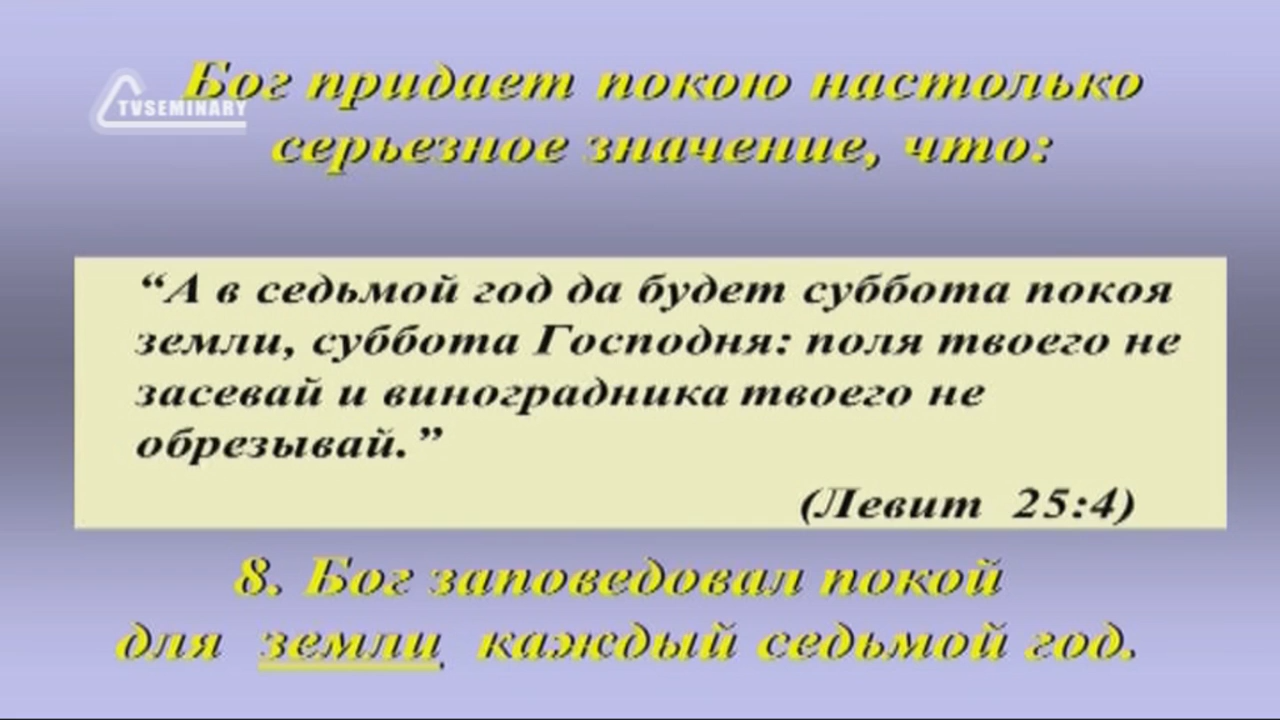 Бог придает покою настолько
TVSEMINARY
серьезное значение, что:
“А в седьмой год да будет суббота покоя
земли, суббота Господня: поля твоего не
засевай и виноградника твоего не
обрезывай.”
(Левит 25:4)
8. Бог заповедовал покой
для земли каждый седьмой год.